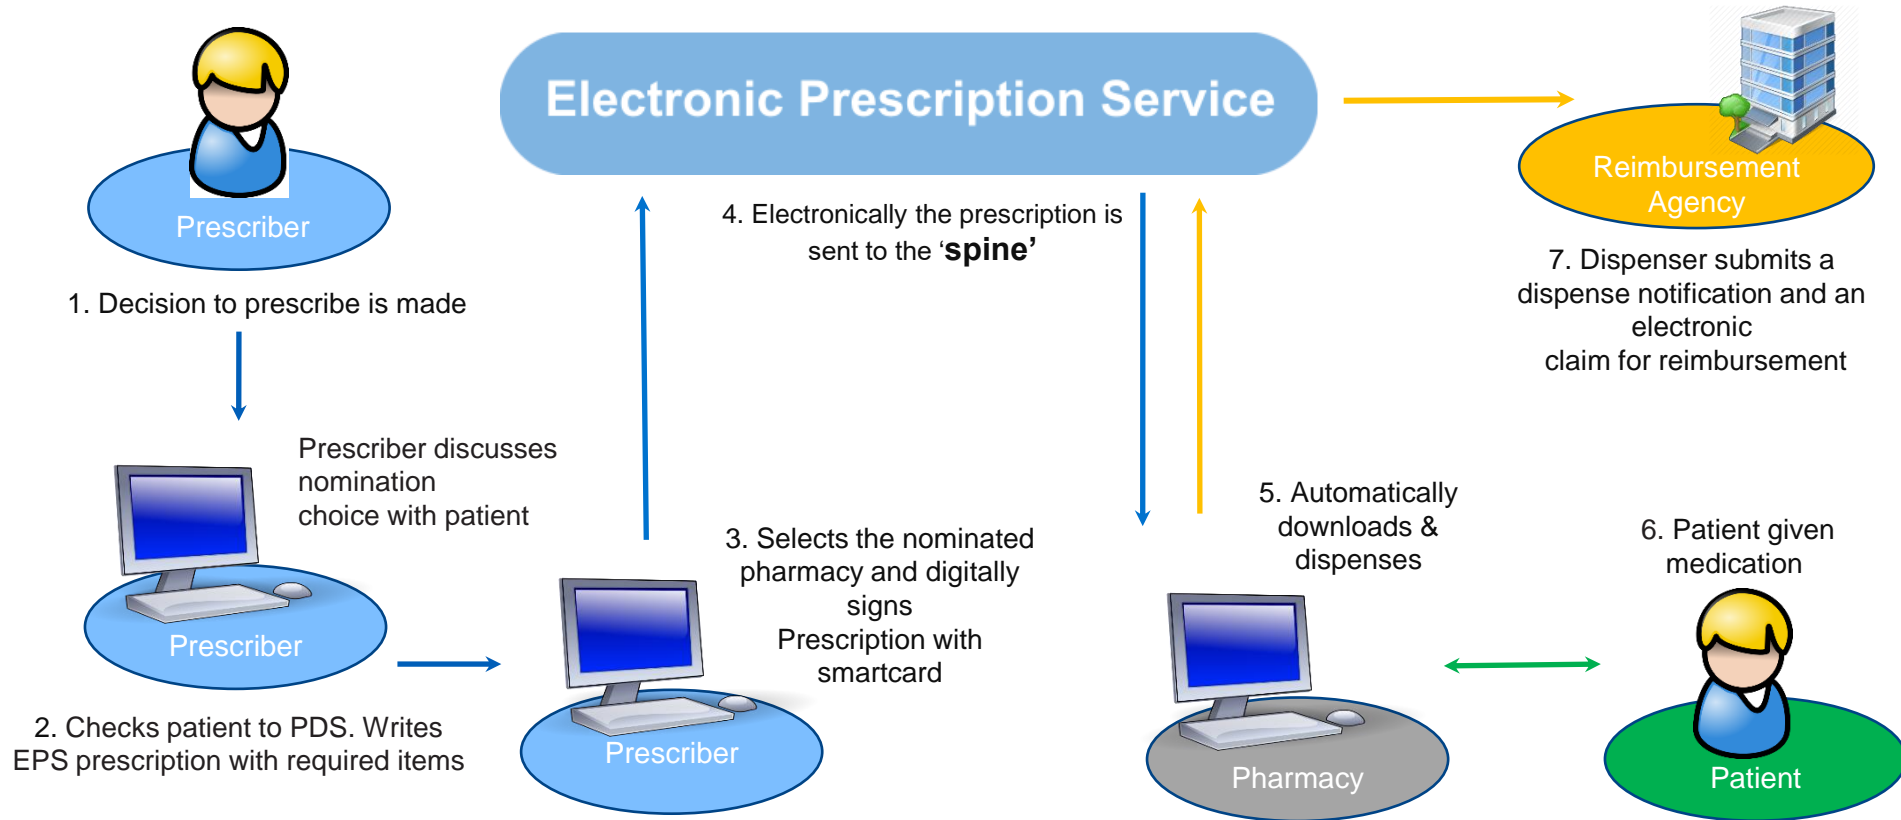 Electronic Prescription Service
Prescriber
1. Decision to prescribe is made
Prescriber discusses
nomination
choice with patient
Prescriber
2. Checks patient to PDS. Writes
EPS prescription with required items
3. Selects the nominated
pharmacy and digitally
signs
Prescription with
smartcard
Prescriber
4. Electronically the prescription is
sent to the ‘spine’
5. Automatically
downloads &
dispenses
Pharmacy
6. Patient given
medication
Patient
Reimbursement
Agency
7. Dispenser submits a
dispense notification and an
electronic
claim for reimbursement